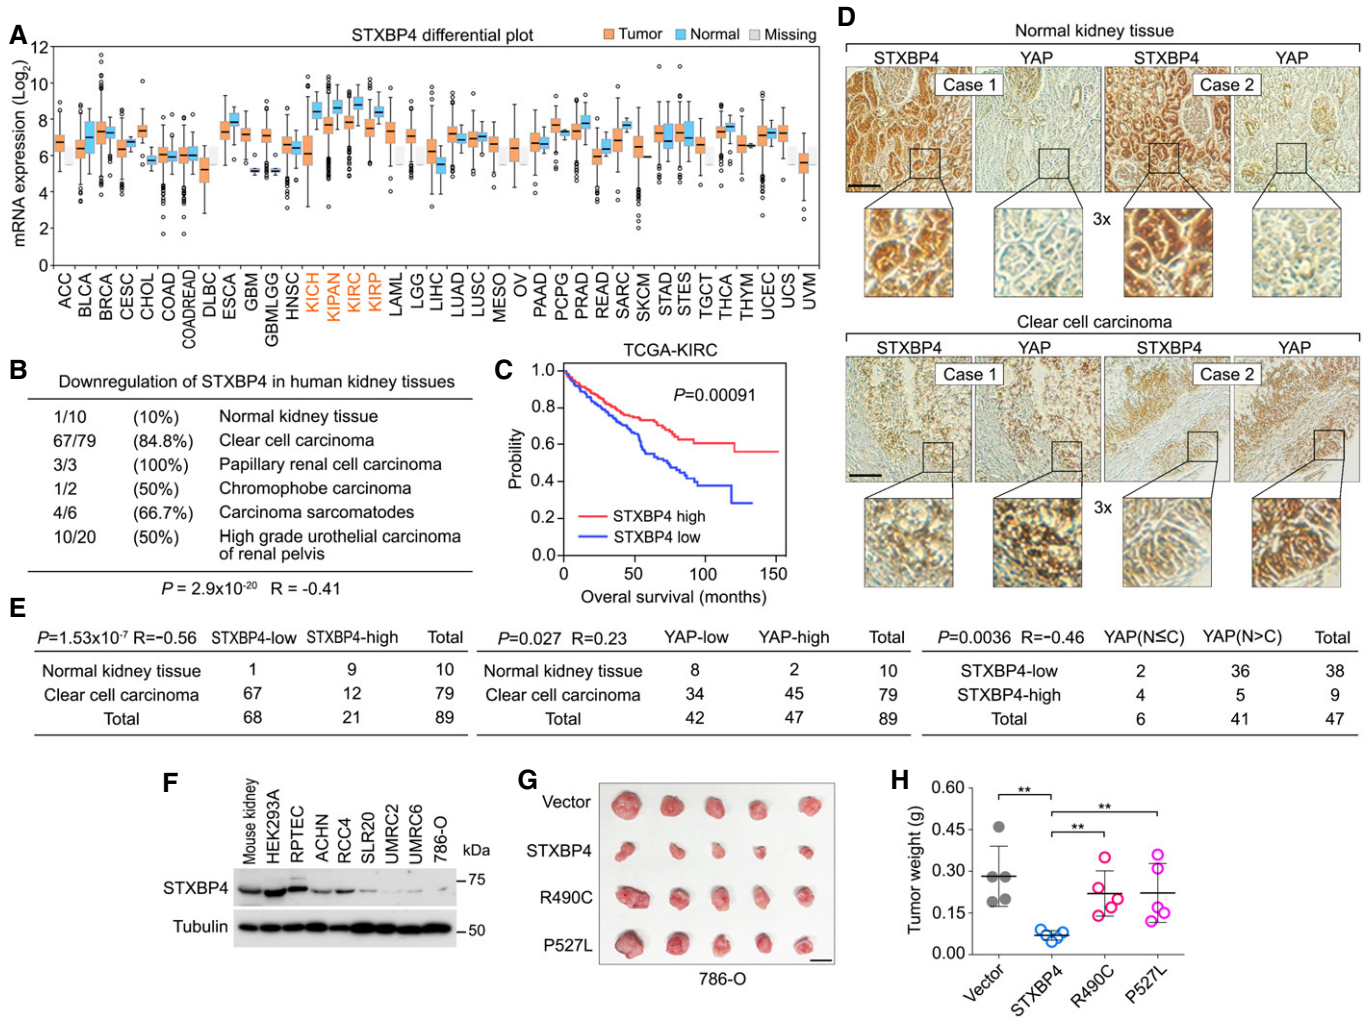 A
STXBP4 differential plot
Tumor Normal Missing
mRNA expression (Log2)
12
10
8
6
4
2
0
ACC BLCA BRCA CESC CHOL COAD COADREAD DLBC ESCA GBM GBMLGG HNSC KICH KIPAN KIRC KIRP LAML LGG LIHC LUAD LUSC MESO OV PAAD PCPG PRAD READ SARC SKCM STAD STES TGCT THCA THYM UCEC UCS UVM
B
Downregulation of STXBP4 in human kidney tissues
1/10 (10%) Normal kidney tissue
67/79 (84.8%) Clear cell carcinoma
3/3 (100%) Papillary renal cell carcinoma
1/2 (50%) Chromophobe carcinoma
4/6 (66.7%) Carcinoma sarcomatodes
10/20 (50%) High grade urothelial carcinoma
of renal pelvis
P = 2.9x10-20 R = -0.41
C
TCGA-KIRC
P=0.00091
Probility
1.0
0.8
0.6
0.4
0.2
0.0
STXBP4 high
STXBP4 low
0 50 100 150
Overal survival (months)
D
Normal kidney tissue
STXBP4 YAP STXBP4 YAP
Case 1 Case 2
3x
Clear cell carcinoma
STXBP4 YAP STXBP4 YAP
Case 1 Case 2
3x
E
P=1.53x10-7 R=−0.56 STXBP4-low STXBP4-high Total
Normal kidney tissue 1 9 10
Clear cell carcinoma 67 12 79
Total 68 21 89
P=0.027 R=0.23 YAP-low YAP-high Total
Normal kidney tissue 8 2 10
Clear cell carcinoma 34 45 79
Total 42 47 89
P=0.0036 R=−0.46 YAP(N≤C) YAP(N>C) Total
STXBP4-low 2 36 38
STXBP4-high 4 5 9
Total 6 41 47
F
Mouse kidney HEK293A RPTEC ACHN RCC4 SLR20 UMRC2 UMRC6 786-O
kDa
STXBP4
75
Tubulin
50
G
Vector
STXBP4
R490C
P527L
786-O
H
Tumor weight (g)
0.60
0.45
0.30
0.15
0.00
** ** **
Vector STXBP4 R490C P527L